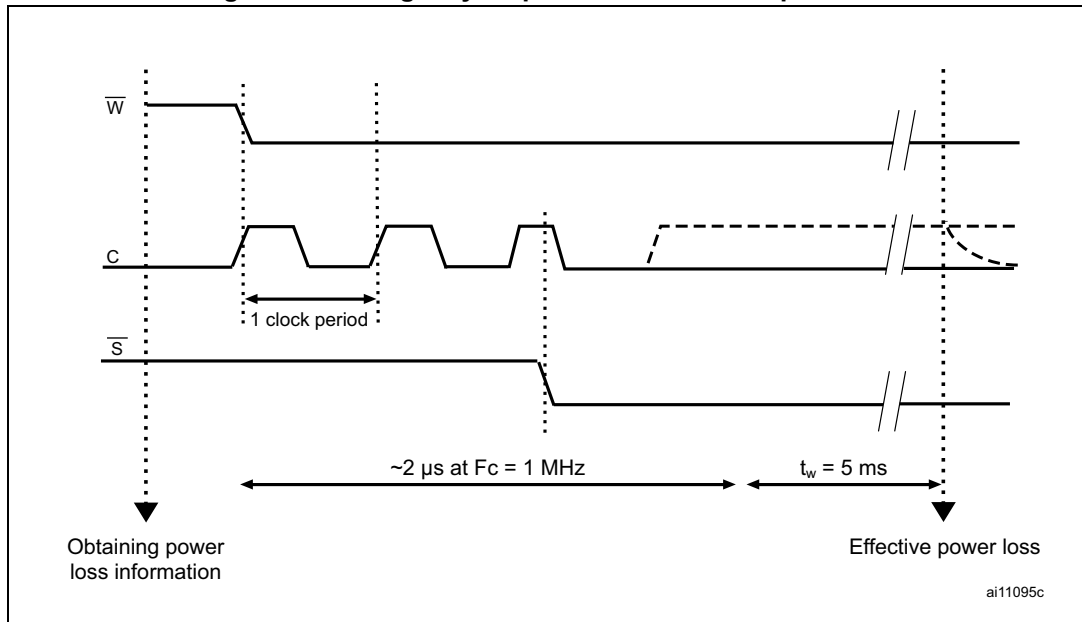 W
C
1 clock period
S
~2 µs at Fc = 1 MHz
tw = 5 ms
Obtaining power
loss information
Effective power loss
ai11095c